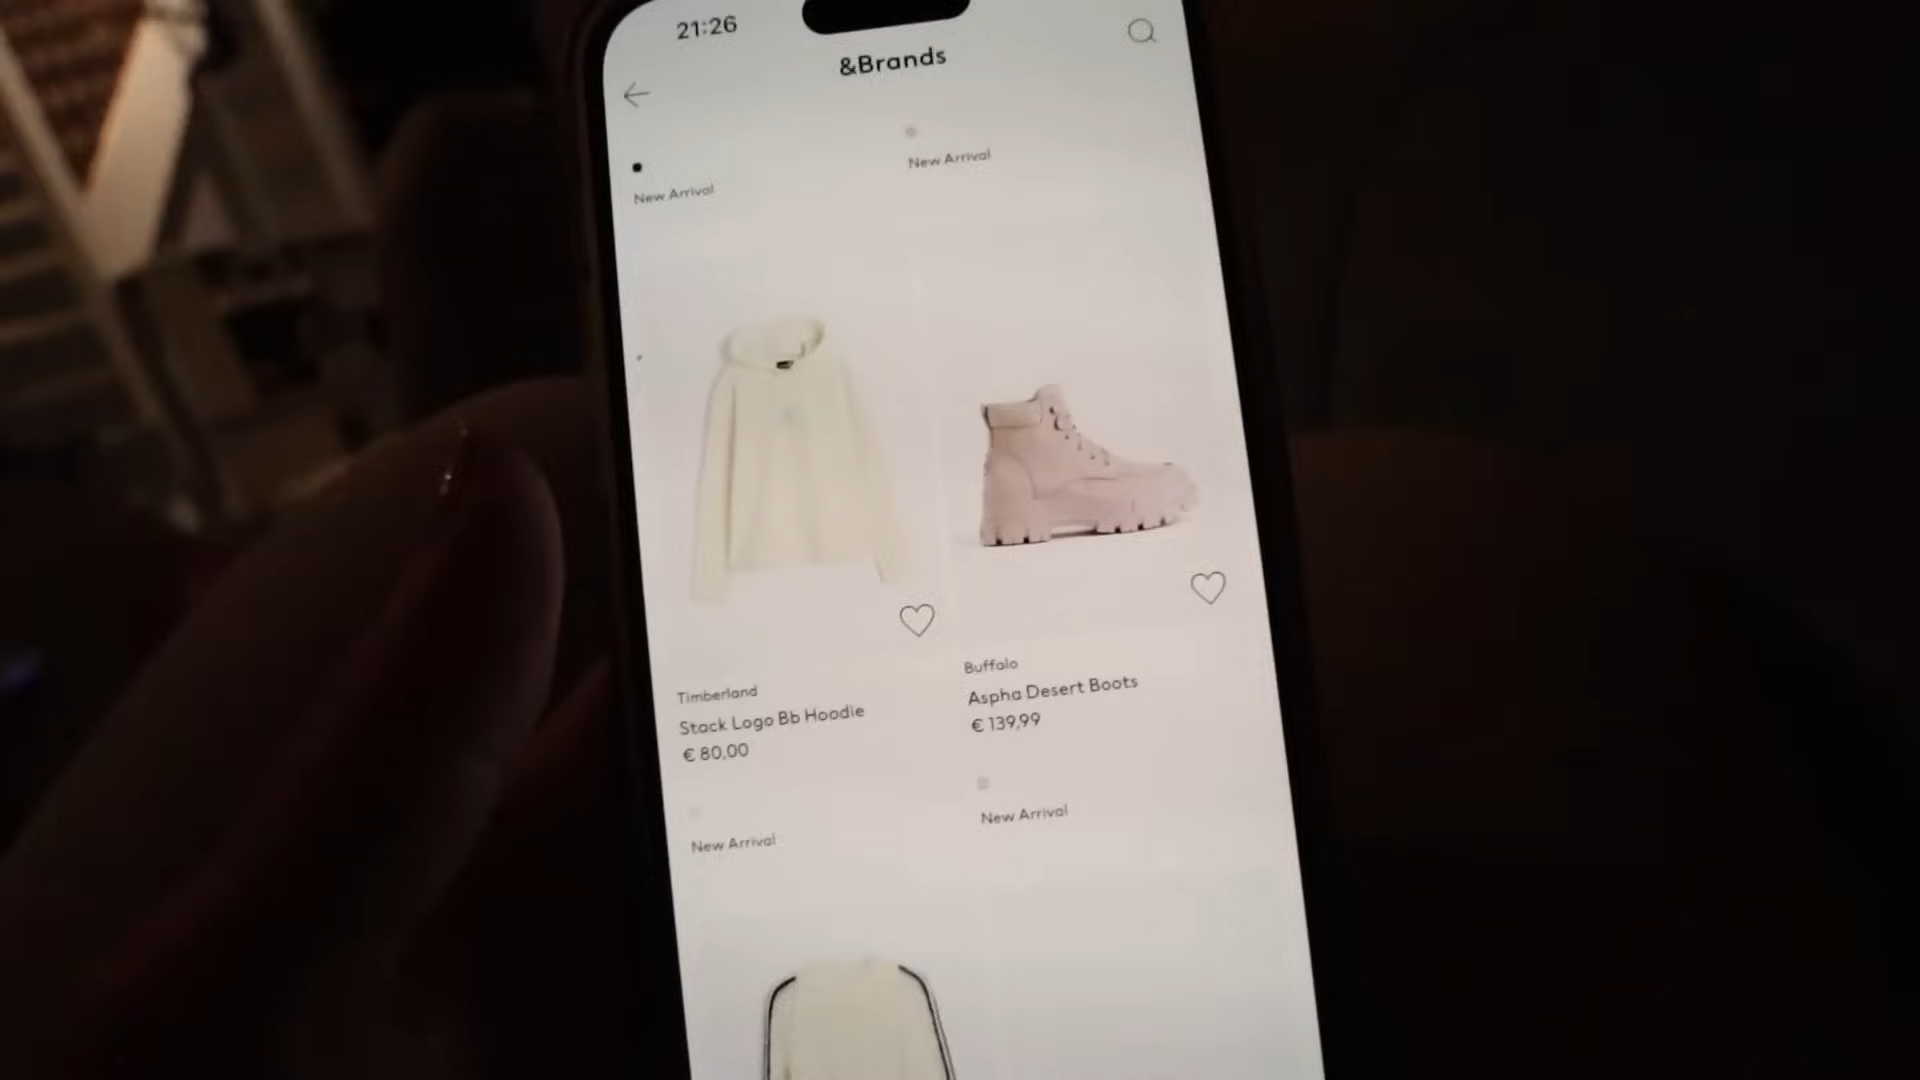 21:26
&Brands
New Arrival
New Arrival
Timberland
Stack Logo Bb Hoodie
€ 80,00
Buffalo
Aspha Desert Boots
€ 139,99
New Arrival
New Arrival